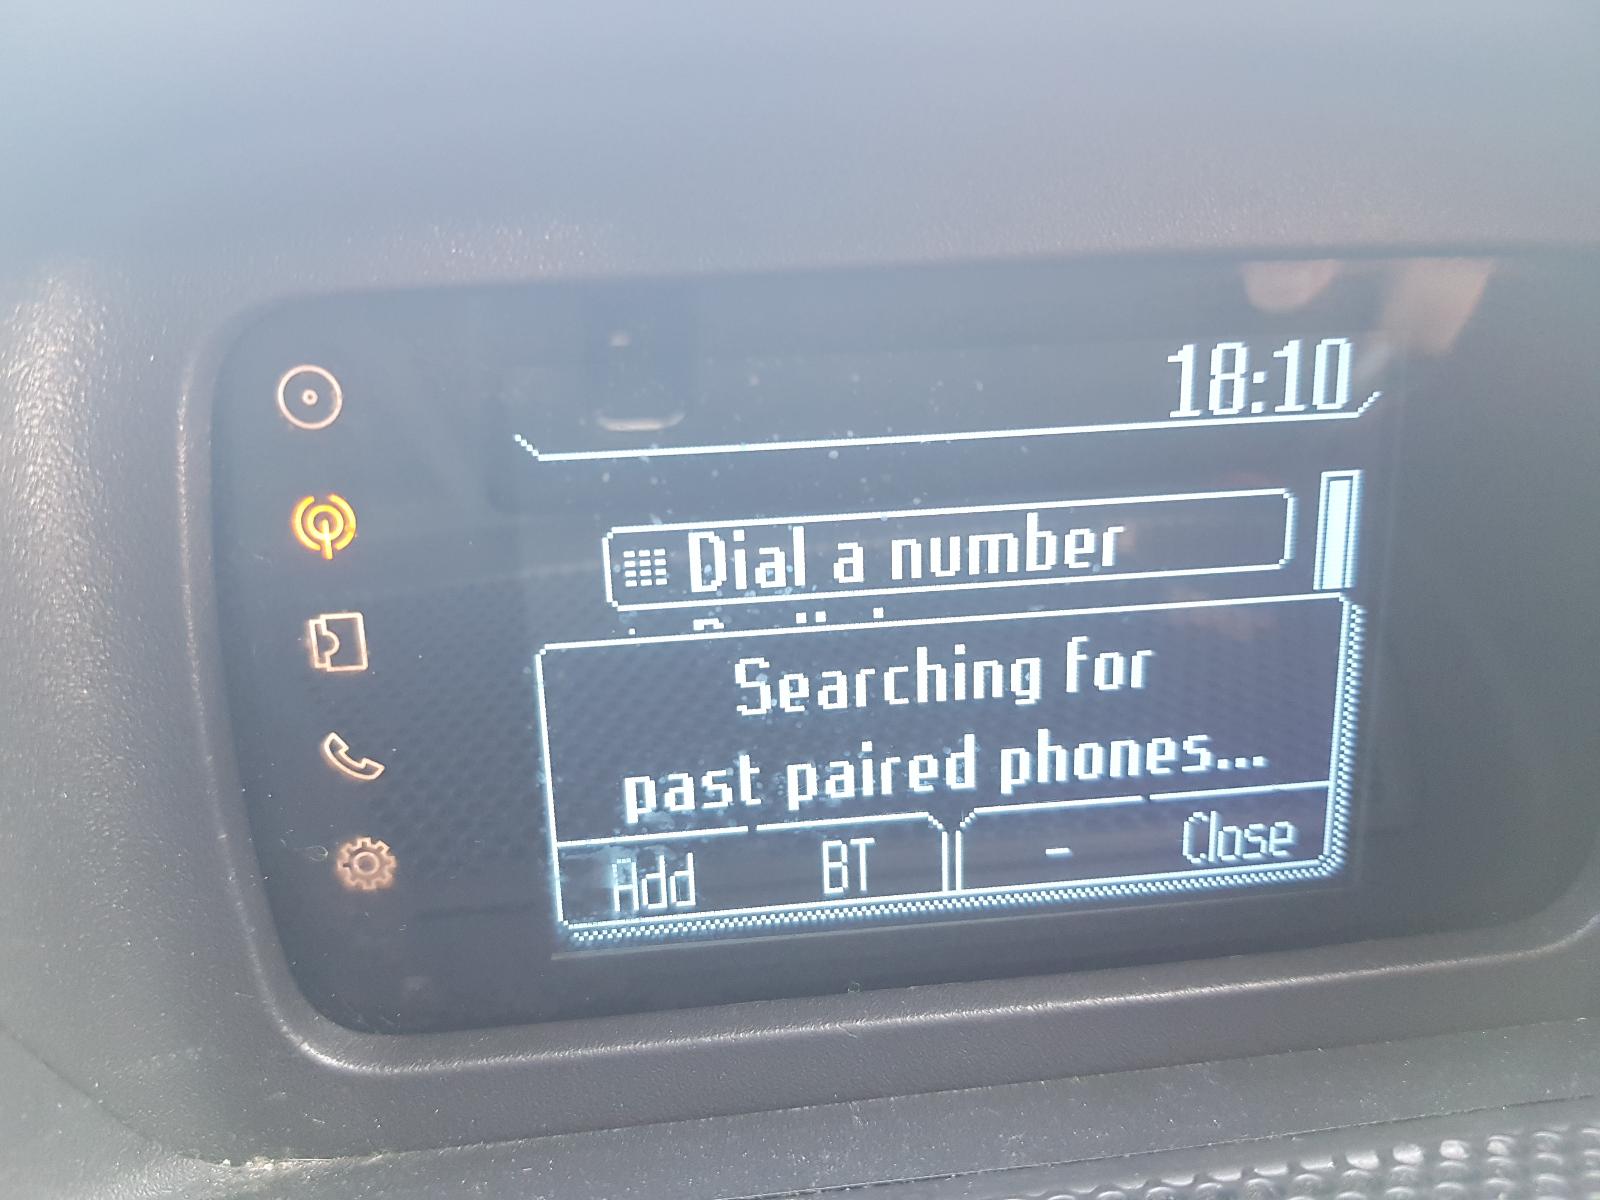 18:10
Dial a number
Searching for
past paired phones...
Add BT - Close